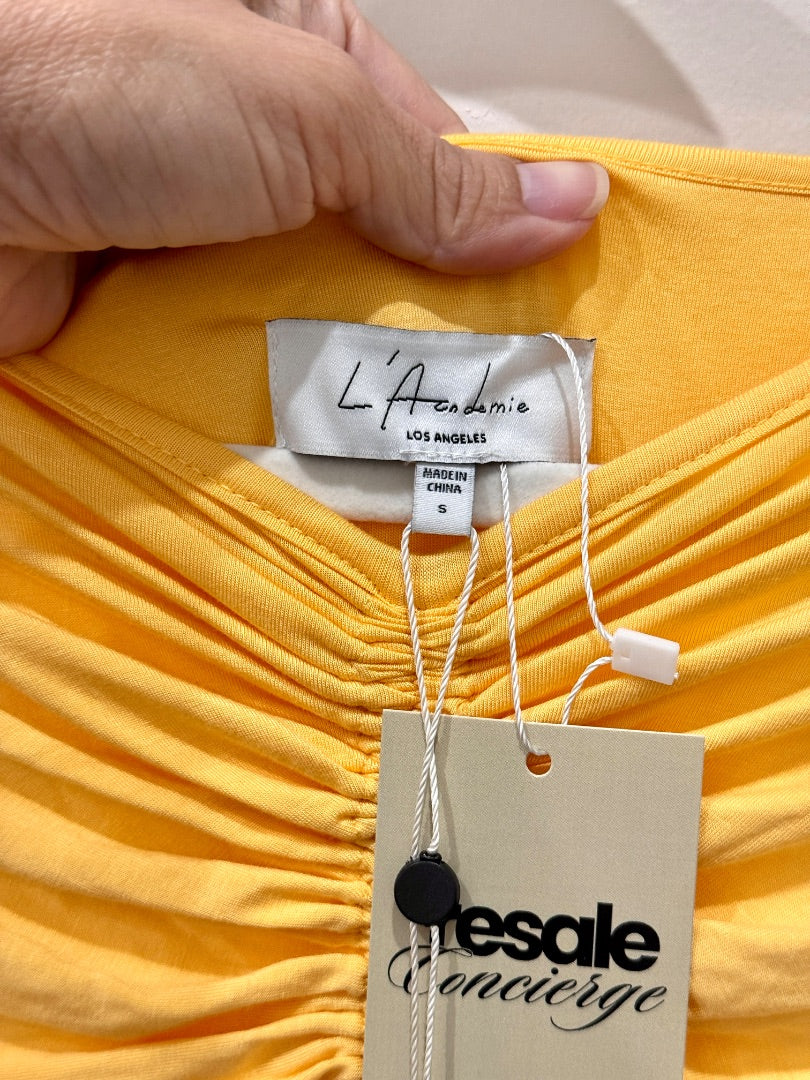 L'Academie
LOS ANGELES
MADE IN
CHINA
S
resale
Concierge